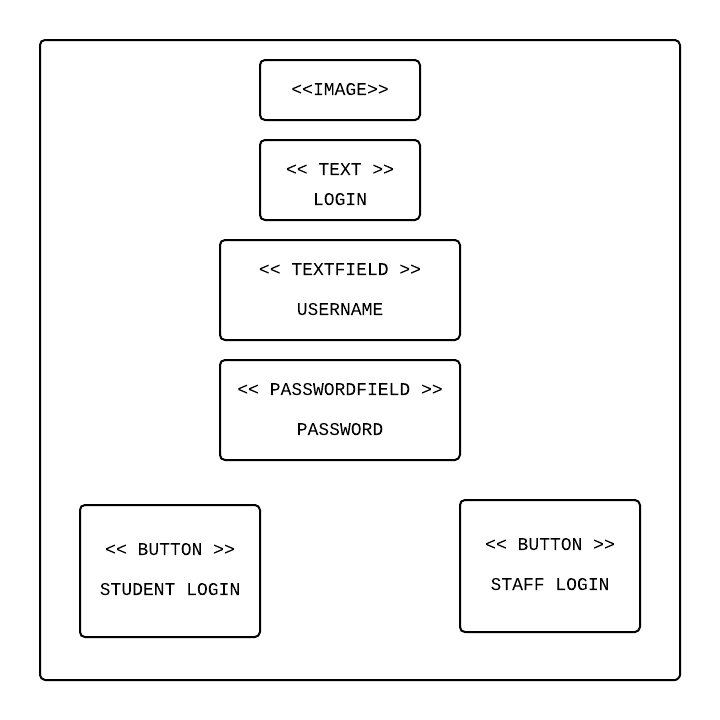 <<IMAGE>>
<< TEXT >>
LOGIN
<< TEXTFIELD >>
USERNAME
<< PASSWORDFIELD >>
PASSWORD
<< BUTTON >>
STUDENT LOGIN
<< BUTTON >>
STAFF LOGIN